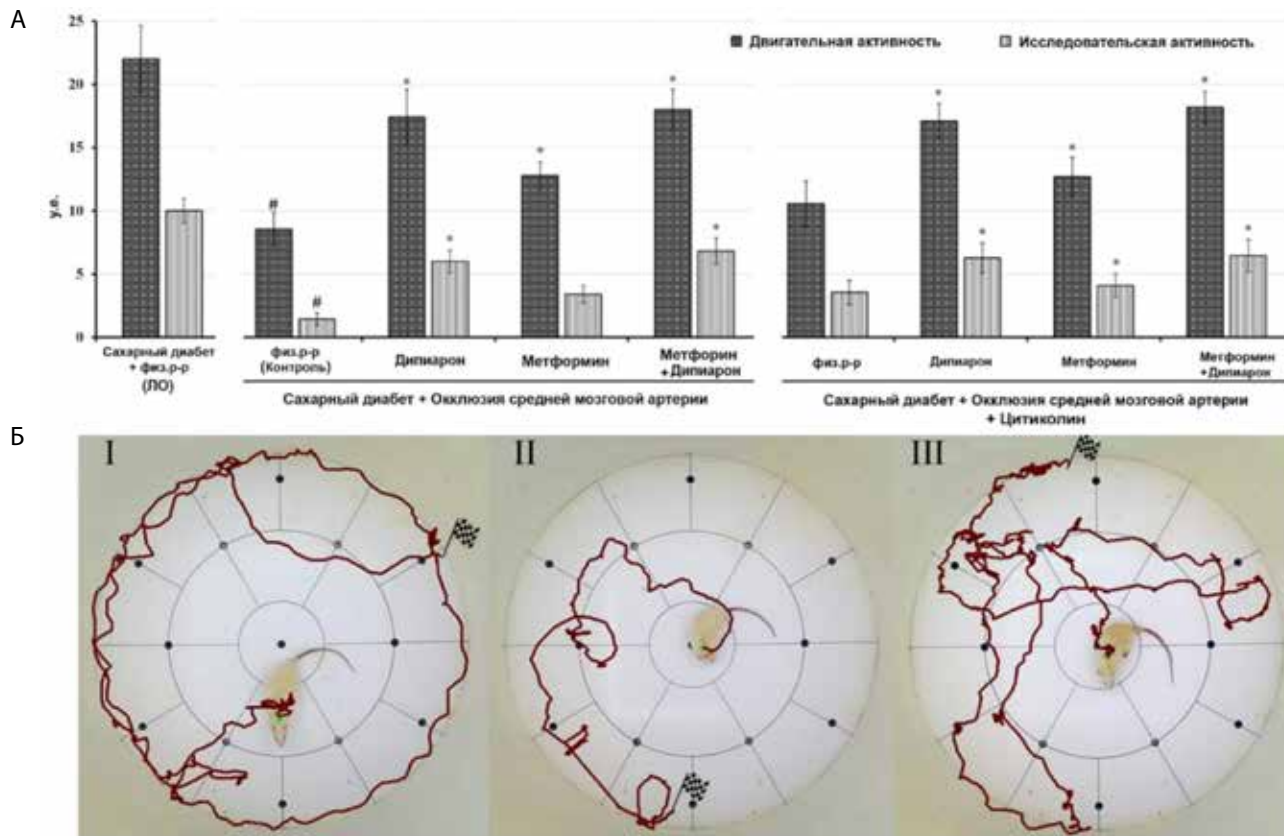 А
■ Двигательная активность ▥ Исследовательская активность
25
20
15
10
5
0
у.е.
*
*
*
*
*
*
*
*
*
*
*
#
#
Сахарный диабет
+ физ.р-р
(ЛО)
физ.р-р
(Контроль)
Дипиарон
Метформин
Метфорин
+Дипиарон
Сахарный диабет + Окклюзия средней мозговой артерии
физ.р-р
Дипиарон
Метформин
Метформин
+Дипиарон
Сахарный диабет + Окклюзия средней мозговой артерии
+ Цитиколин
Б
I
II
III